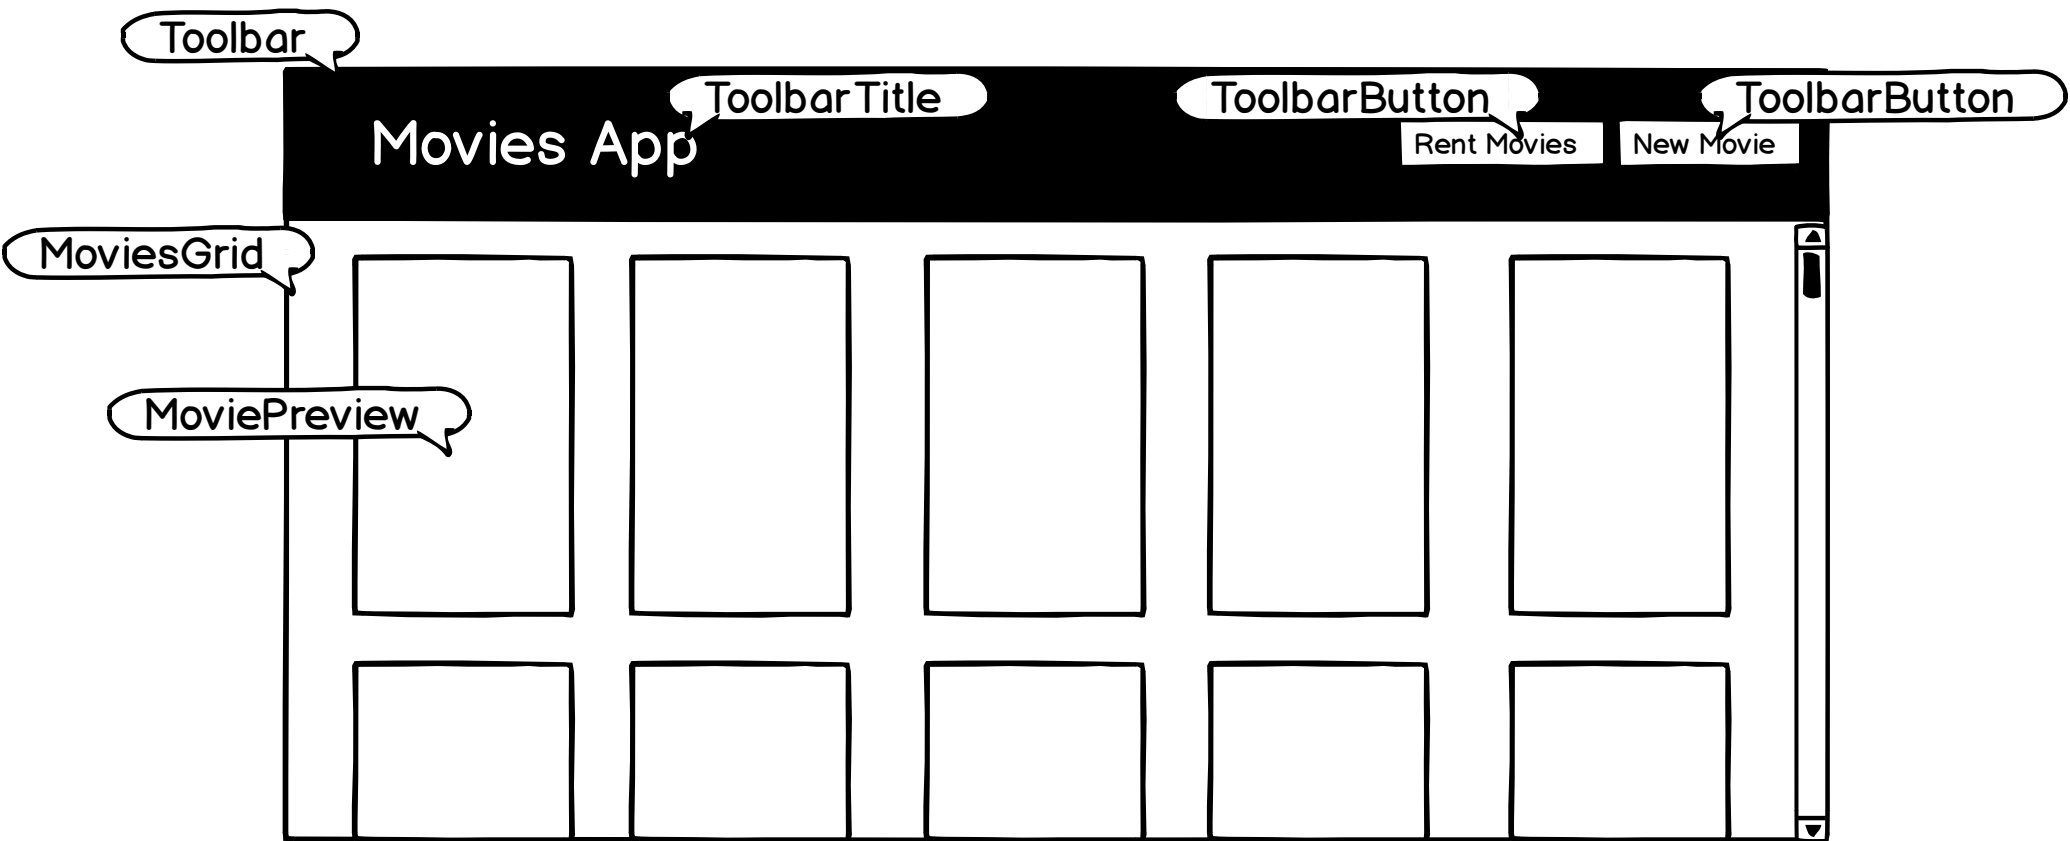 Toolbar
ToolbarTitle
ToolbarButton
ToolbarButton
Movies App
Rent Movies
New Movie
MoviesGrid
MoviePreview